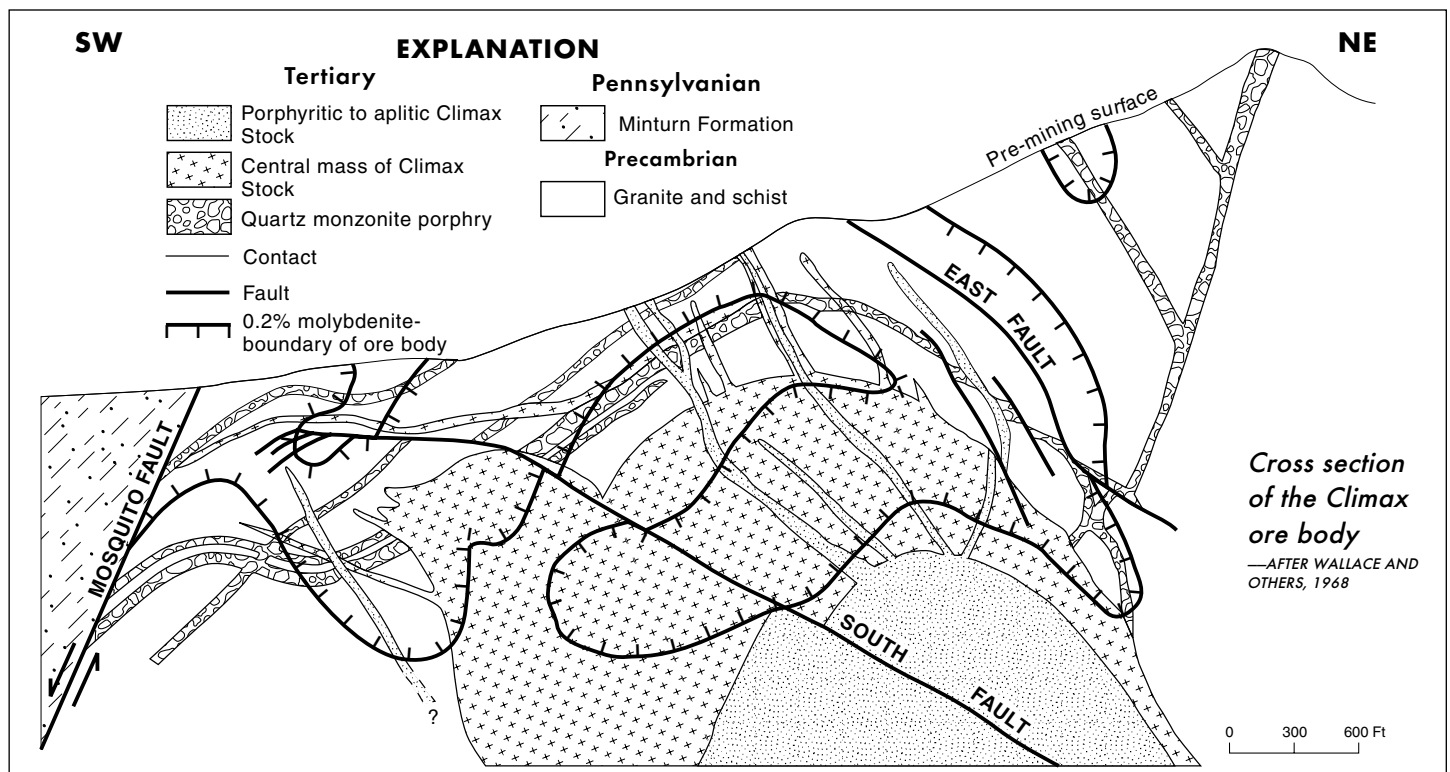 SW
EXPLANATION
NE
Tertiary
Porphyritic to aplitic Climax
Stock
Central mass of Climax
Stock
Quartz monzonite porphry
Contact
Fault
0.2% molybdenite-
boundary of ore body
Pennsylvanian
Minturn Formation
Precambrian
Granite and schist
Pre-mining surface
EAST
FAULT
MOSQUITO FAULT
SOUTH
FAULT
?
Cross section
of the Climax
ore body
—AFTER WALLACE AND
OTHERS, 1968
0 300 600 Ft